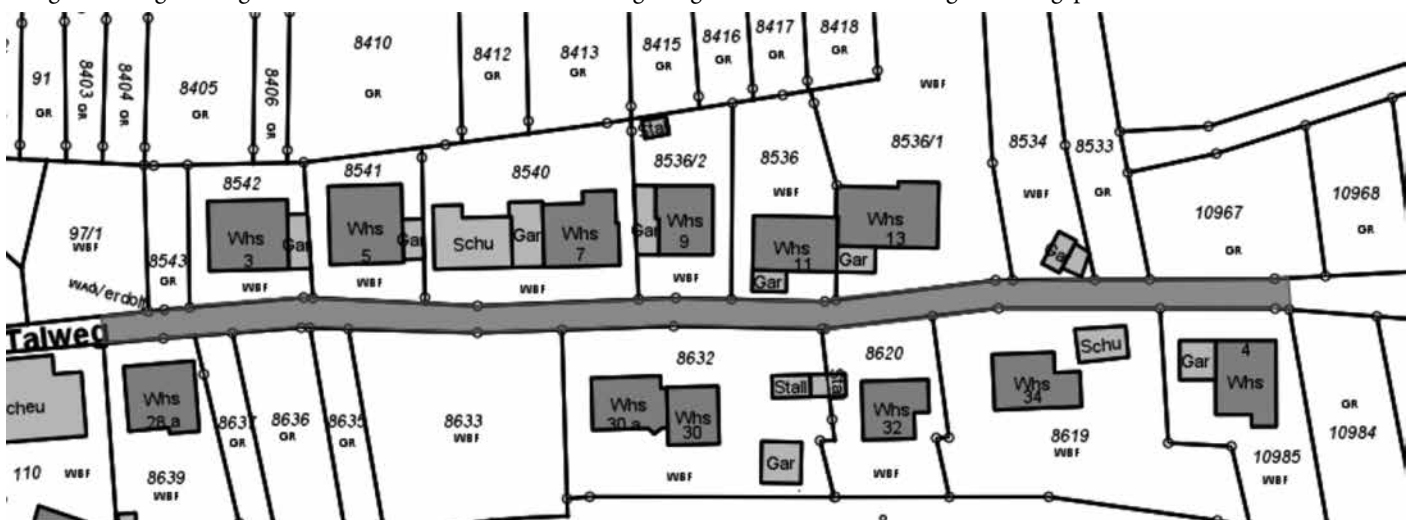 8410
8415
8416
8417
8418
8412
8413
91
8403
8404
8405
8406
GR
GR
GR
GR
GR
GR
GR
GR
GR
GR
GR
GR
WBF
8536/1
8534
8533
8542
8541
8540
Stal
8536/2
8536
WBF
WBF
GR
10968
GR
10967
GR
97/1
WBF
8543
GR
Whs
3
Gar
Whs
5
Gar
Schu
Gar
Whs
7
Whs
9
Whs
11
Gar
Whs
13
Gar
WBF
WBF
WBF
WBF
Talweg
8632
8620
Schu
Gar
4
Whs
Whs
28 a
8637
GR
8636
GR
8635
GR
8633
WBF
Whs
30 a
Whs
30
Stall
Whs
32
Whs
34
8619
WBF
GR
10984
cheu
110
WBF
8639
WBF
WBF
Gar
WBF
10985
WBF